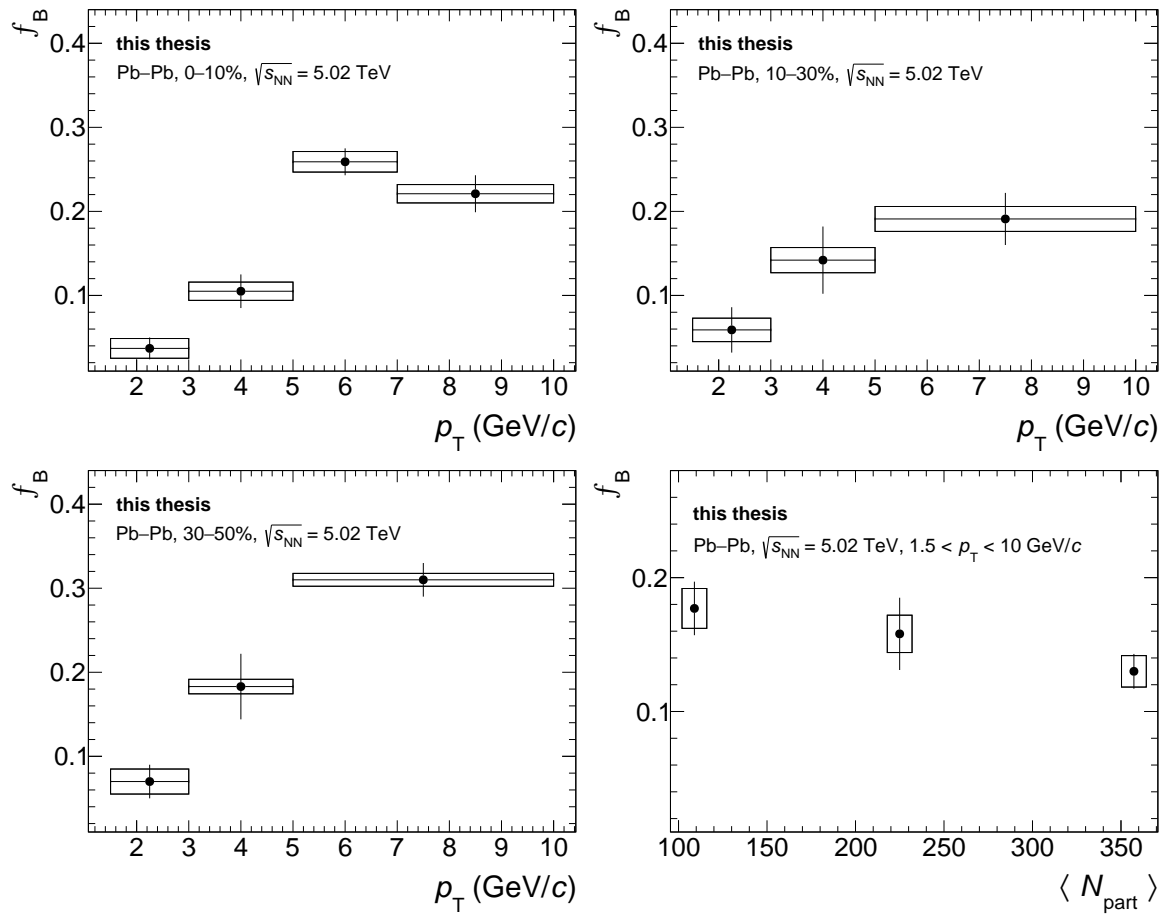 f_B
0.4
0.3
0.2
0.1
this thesis
Pb–Pb, 0–10%, √s_NN = 5.02 TeV
2 3 4 5 6 7 8 9 10
p_T (GeV/c)
f_B
0.4
0.3
0.2
0.1
this thesis
Pb–Pb, 10–30%, √s_NN = 5.02 TeV
2 3 4 5 6 7 8 9 10
p_T (GeV/c)
f_B
0.4
0.3
0.2
0.1
this thesis
Pb–Pb, 30–50%, √s_NN = 5.02 TeV
2 3 4 5 6 7 8 9 10
p_T (GeV/c)
f_B
0.2
0.1
this thesis
Pb–Pb, √s_NN = 5.02 TeV, 1.5 < p_T < 10 GeV/c
100 150 200 250 300 350
⟨ N_part ⟩